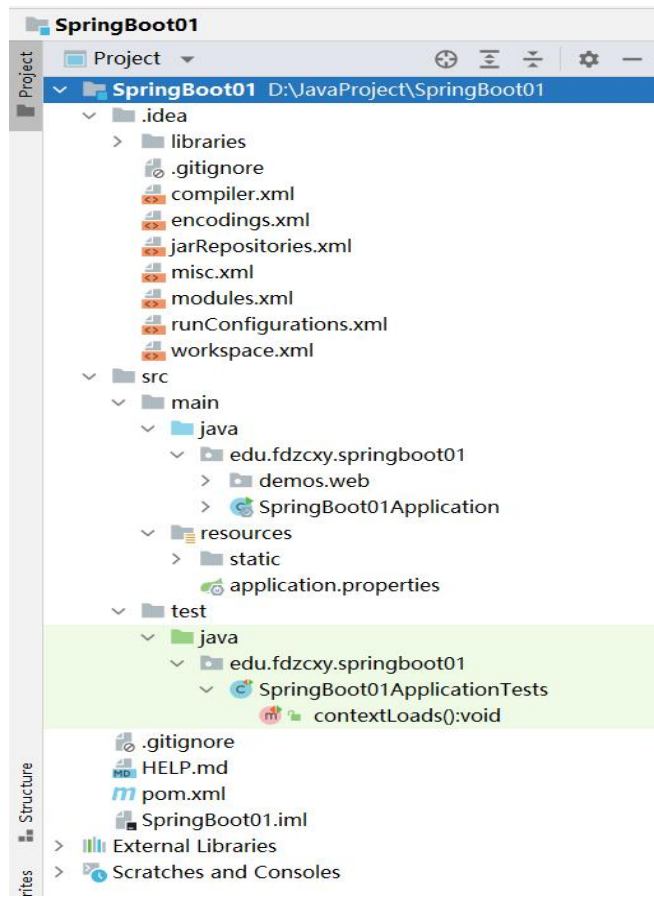 SpringBoot01
Project
Project
SpringBoot01 D:\JavaProject\SpringBoot01
.idea
libraries
.gitignore
compiler.xml
encodings.xml
jarRepositories.xml
misc.xml
modules.xml
runConfigurations.xml
workspace.xml
src
main
java
edu.fdzcxy.springboot01
demos.web
SpringBoot01Application
resources
static
application.properties
test
java
edu.fdzcxy.springboot01
SpringBoot01ApplicationTests
contextLoads():void
.gitignore
HELP.md
pom.xml
SpringBoot01.iml
External Libraries
Scratches and Consoles
Structure
rites